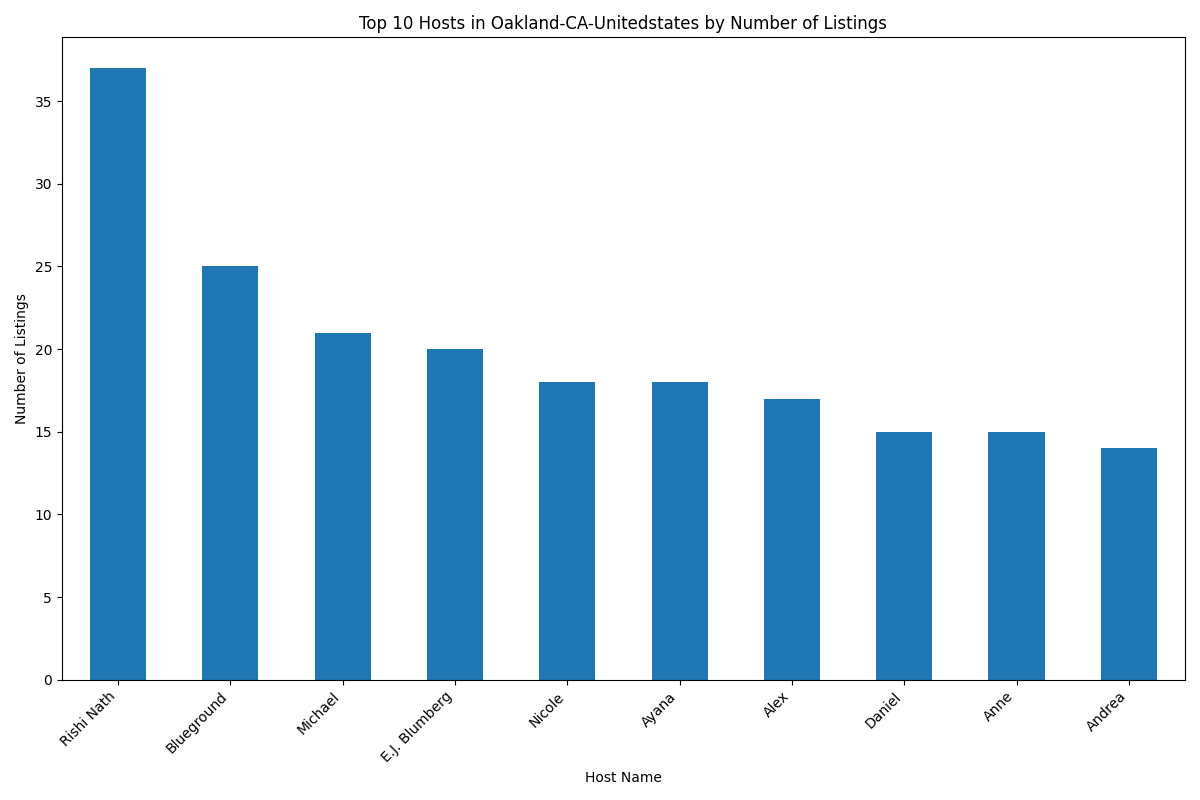 Top 10 Hosts in Oakland-CA-Unitedstates by Number of Listings
Number of Listings
35
30
25
20
15
10
5
0
Rishi Nath
Blueground
Michael
E.J. Blumberg
Nicole
Ayana
Alex
Daniel
Anne
Andrea
Host Name